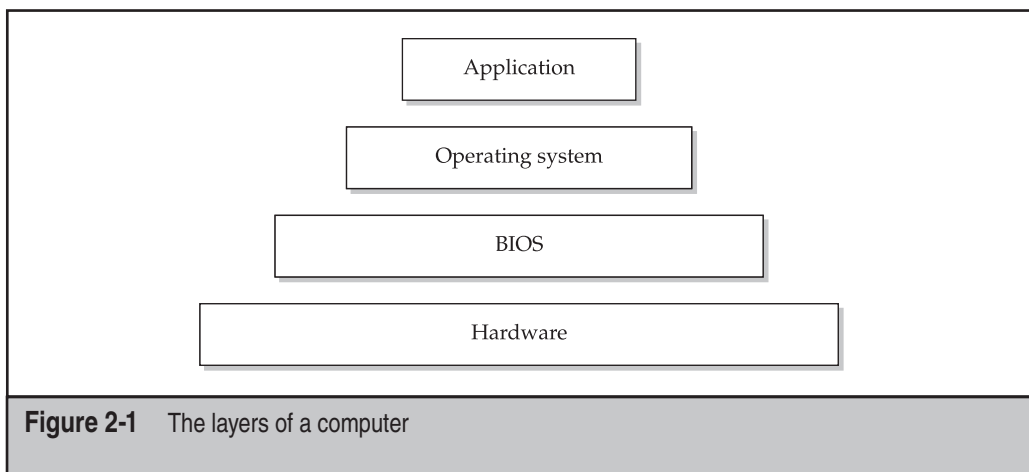 Application
Operating system
BIOS
Hardware
Figure 2-1 The layers of a computer